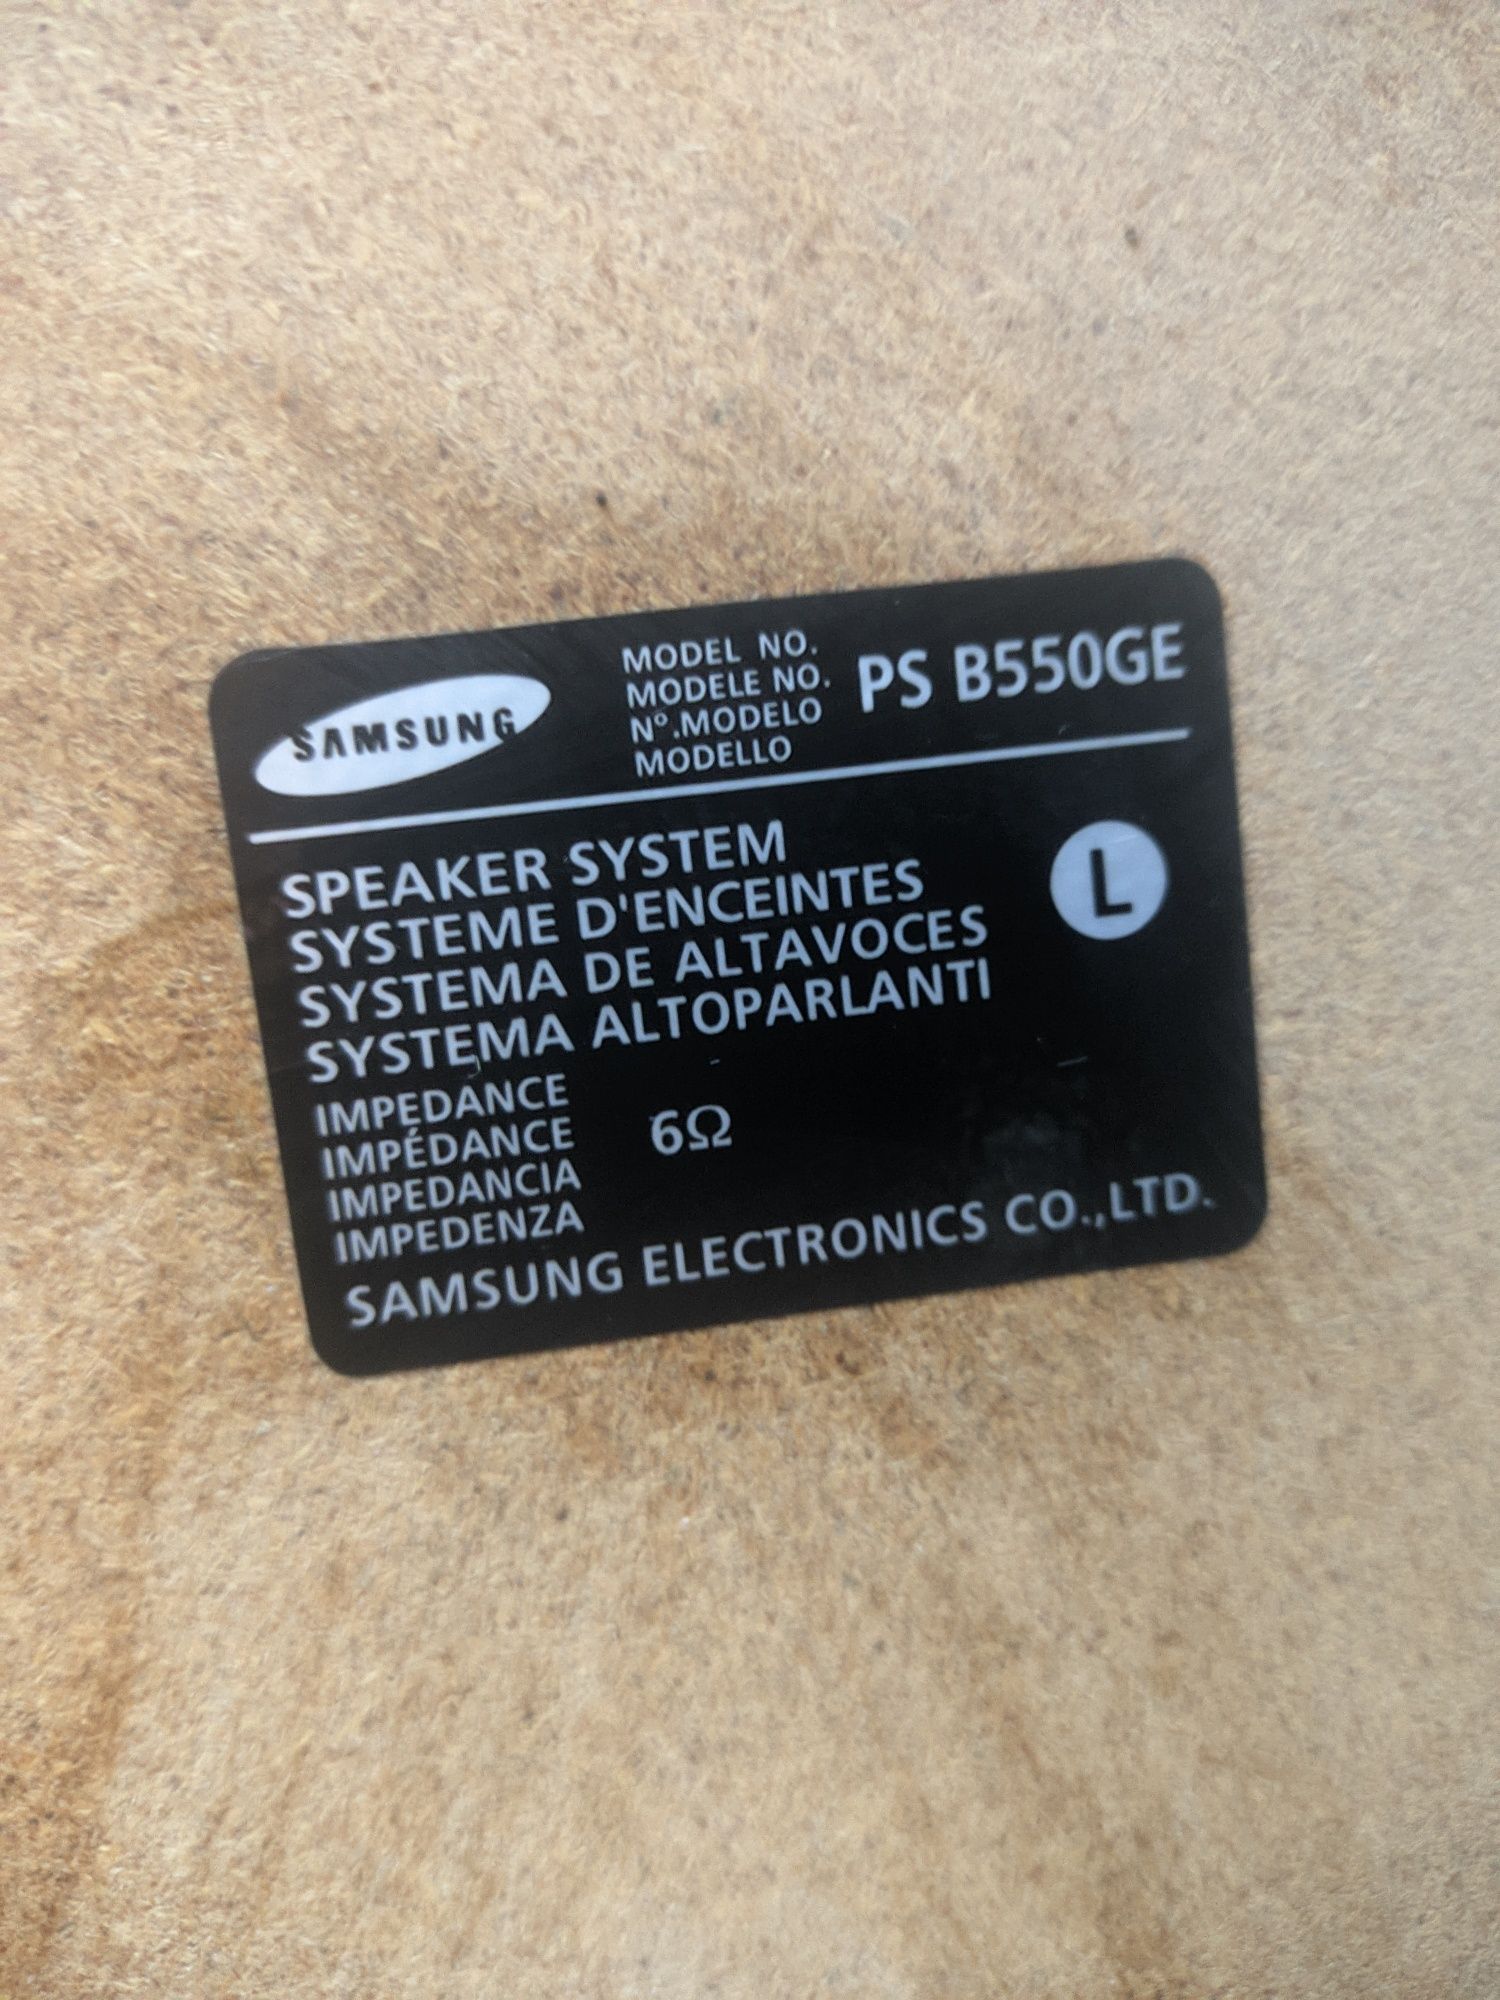 SAMSUNG
MODEL NO.
MODELE NO.
Nº.MODELO
MODELLO
PS B550GE
SPEAKER SYSTEM
SYSTEME D'ENCEINTES
SYSTEMA DE ALTAVOCES
SYSTEMA ALTOPARLANTI
L
IMPEDANCE
IMPÉDANCE
IMPEDANCIA
IMPEDENZA
6Ω
SAMSUNG ELECTRONICS CO.,LTD.